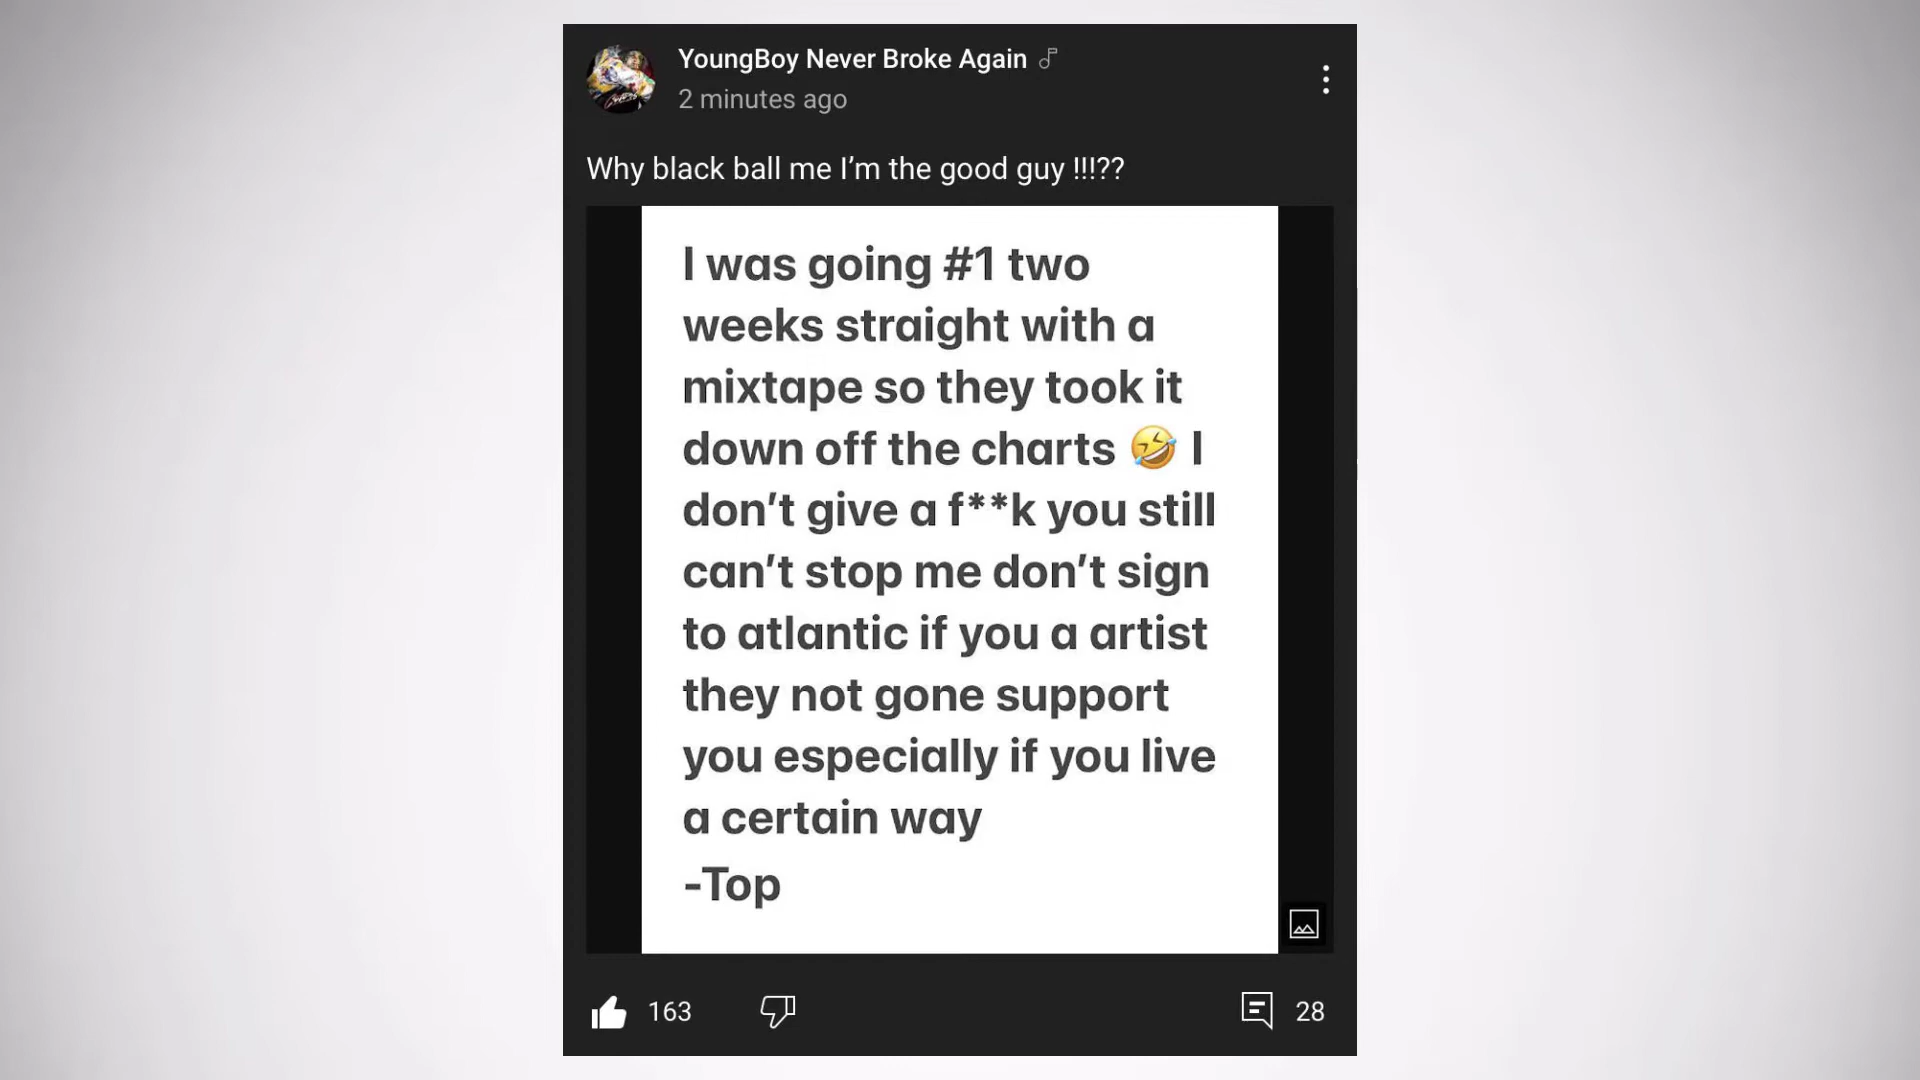 YoungBoy Never Broke Again
2 minutes ago
Why black ball me I’m the good guy !!!??
I was going #1 two
weeks straight with a
mixtape so they took it
down off the charts 🤣 I
don’t give a f**k you still
can’t stop me don’t sign
to atlantic if you a artist
they not gone support
you especially if you live
a certain way
-Top
163
28